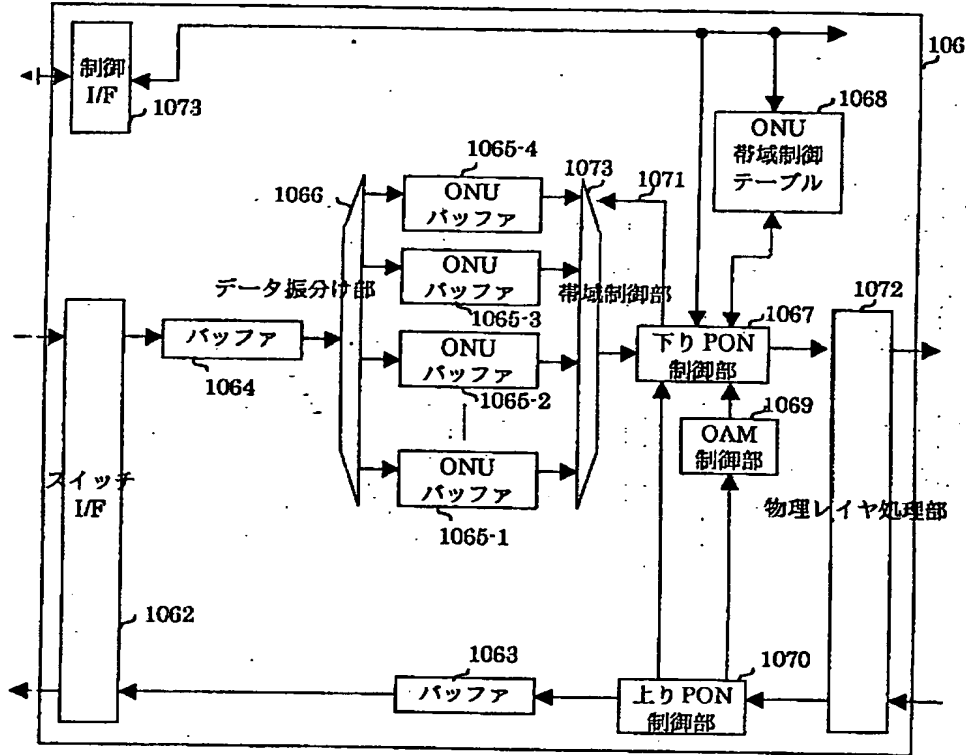 106
制御
I/F
1073
1068
ONU
帯域制御
テーブル
1065-4
1073
1071
1066
ONU
バッファ
ONU
バッファ
データ振分け部
1065-3
帯域制御部
1072
1067
バッファ
1064
ONU
バッファ
1065-2
下り PON
制御部
1069
OAM
制御部
ONU
バッファ
1065-1
スイッチ
I/F
物理レイヤ処理部
1062
1063
バッファ
1070
上り PON
制御部